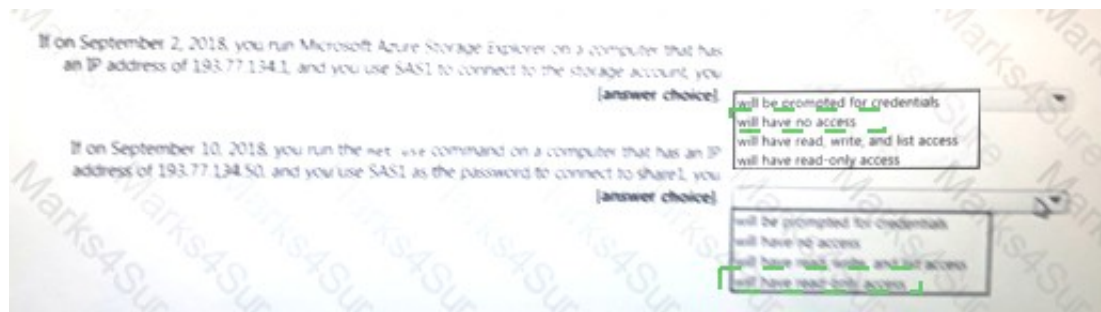 If on September 2, 2018, you run Microsoft Azure Storage Explorer on a computer that has
an IP address of 193.77.134.1, and you use SAS1 to connect to the storage account, you
[answer choice].
will be prompted for credentials
will have no access
will have read, write, and list access
will have read-only access
If on September 10, 2018, you run the net use command on a computer that has an IP
address of 193.77.134.50, and you use SAS1 as the password to connect to share1, you
[answer choice].
will be prompted for credentials
will have no access
will have read, write, and list access
will have read-only access
Marks4Sure
Marks4Sure
Marks4Sure
Marks4Sure
Marks4Sure